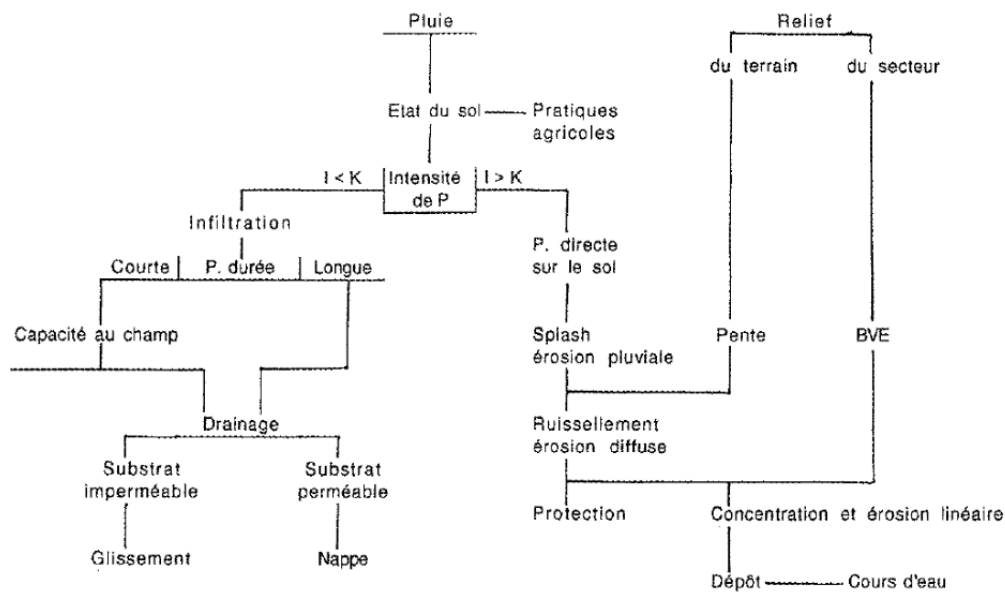 Pluie
Relief
du terrain
du secteur
Etat du sol
Pratiques
agricoles
I < K
Intensité
de P
I > K
Infiltration
P. directe
sur le sol
Courte
P. durée
Longue
Capacité au champ
Splash
érosion pluviale
Pente
BVE
Drainage
Ruissellement
érosion diffuse
Substrat
imperméable
Substrat
perméable
Protection
Concentration et érosion linéaire
Glissement
Nappe
Dépôt
Cours d'eau